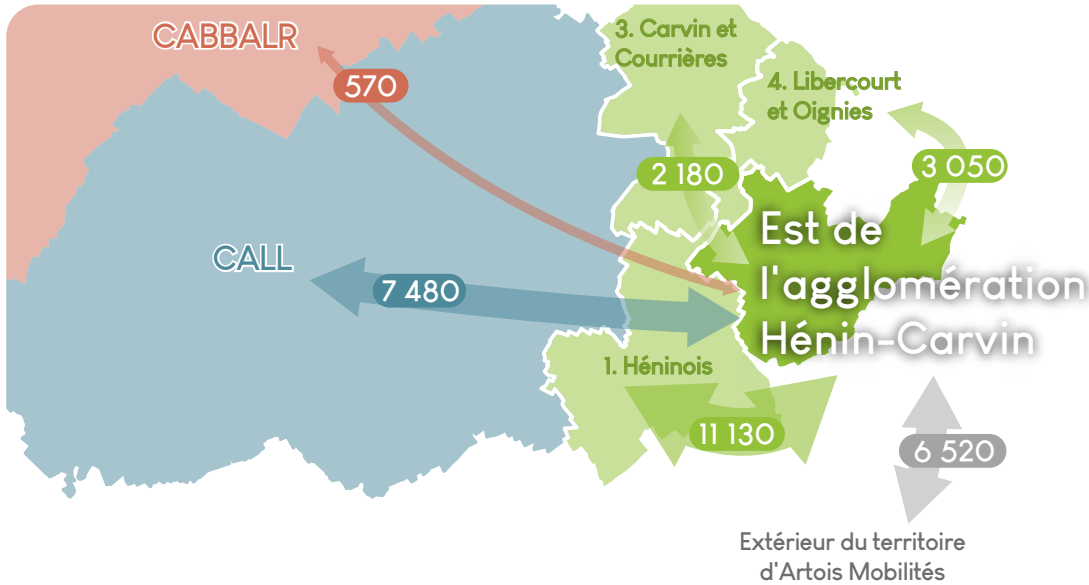 CABBALR
570
3. Carvin et
Courrières
4. Libercourt
et Oignies
2 180
3 050
CALL
7 480
Est de
l'agglomération
Hénin-Carvin
1. Héninois
11 130
6 520
Extérieur du territoire
d'Artois Mobilités